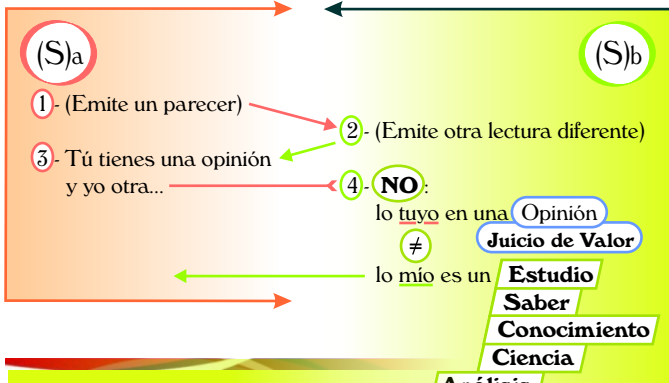 (S)a
(S)b
1- (Emite un parecer)
2- (Emite otra lectura diferente)
3- Tú tienes una opinión
y yo otra...
4- NO:
lo tuyo en una Opinión
≠ Juicio de Valor
lo mío es un Estudio
Saber
Conocimiento
Ciencia
Análisis